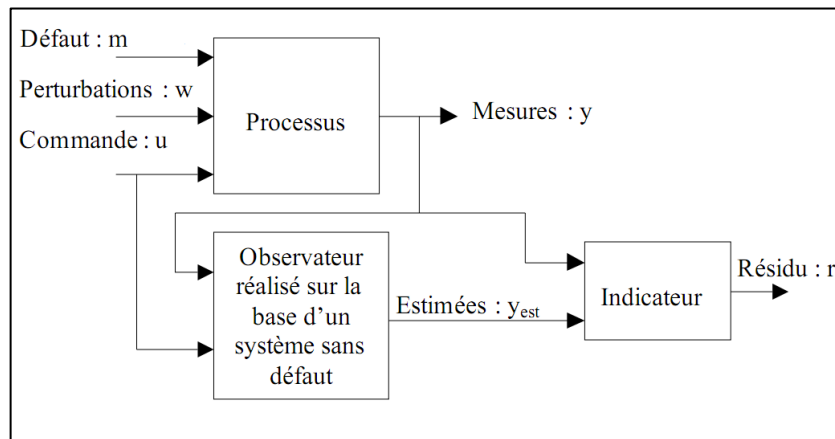 Défaut : m
Perturbations : w
Commande : u
Processus
Mesures : y
Observateur
réalisé sur la
base d'un
système sans
défaut
Estimées : yest
Indicateur
Résidu : r